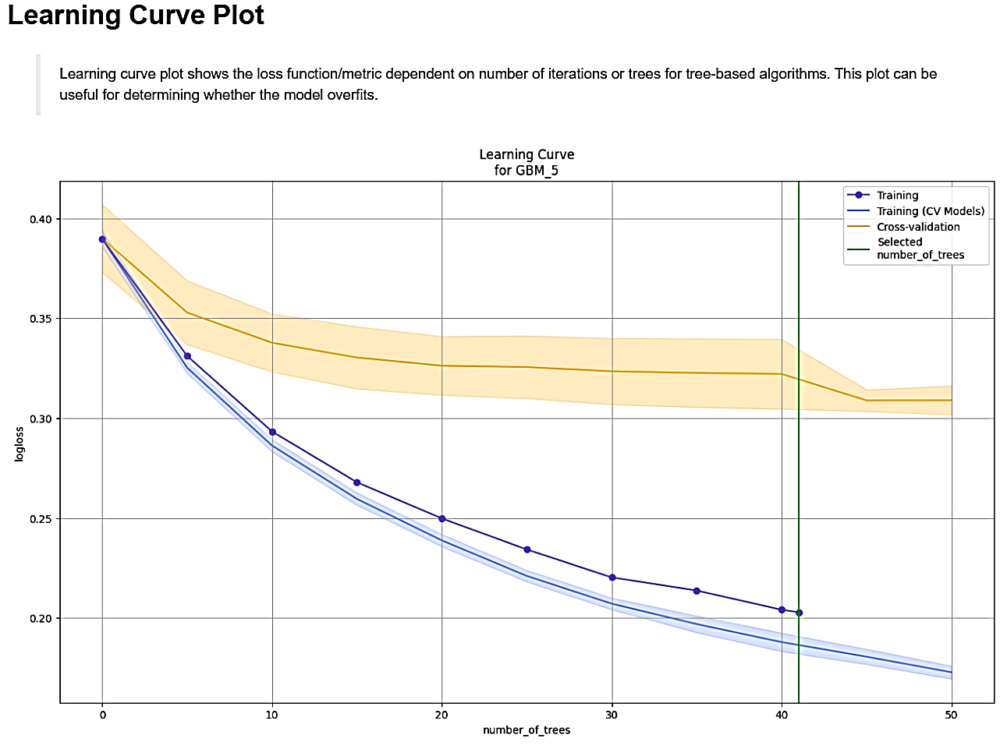 Learning Curve Plot
Learning curve plot shows the loss function/metric dependent on number of iterations or trees for tree-based algorithms. This plot can be
useful for determining whether the model overfits.
Learning Curve
for GBM_5
Training
Training (CV Models)
Cross-validation
Selected
number_of_trees
0.40
0.35
0.30
0.25
0.20
logloss
0
10
20
30
40
50
number_of_trees